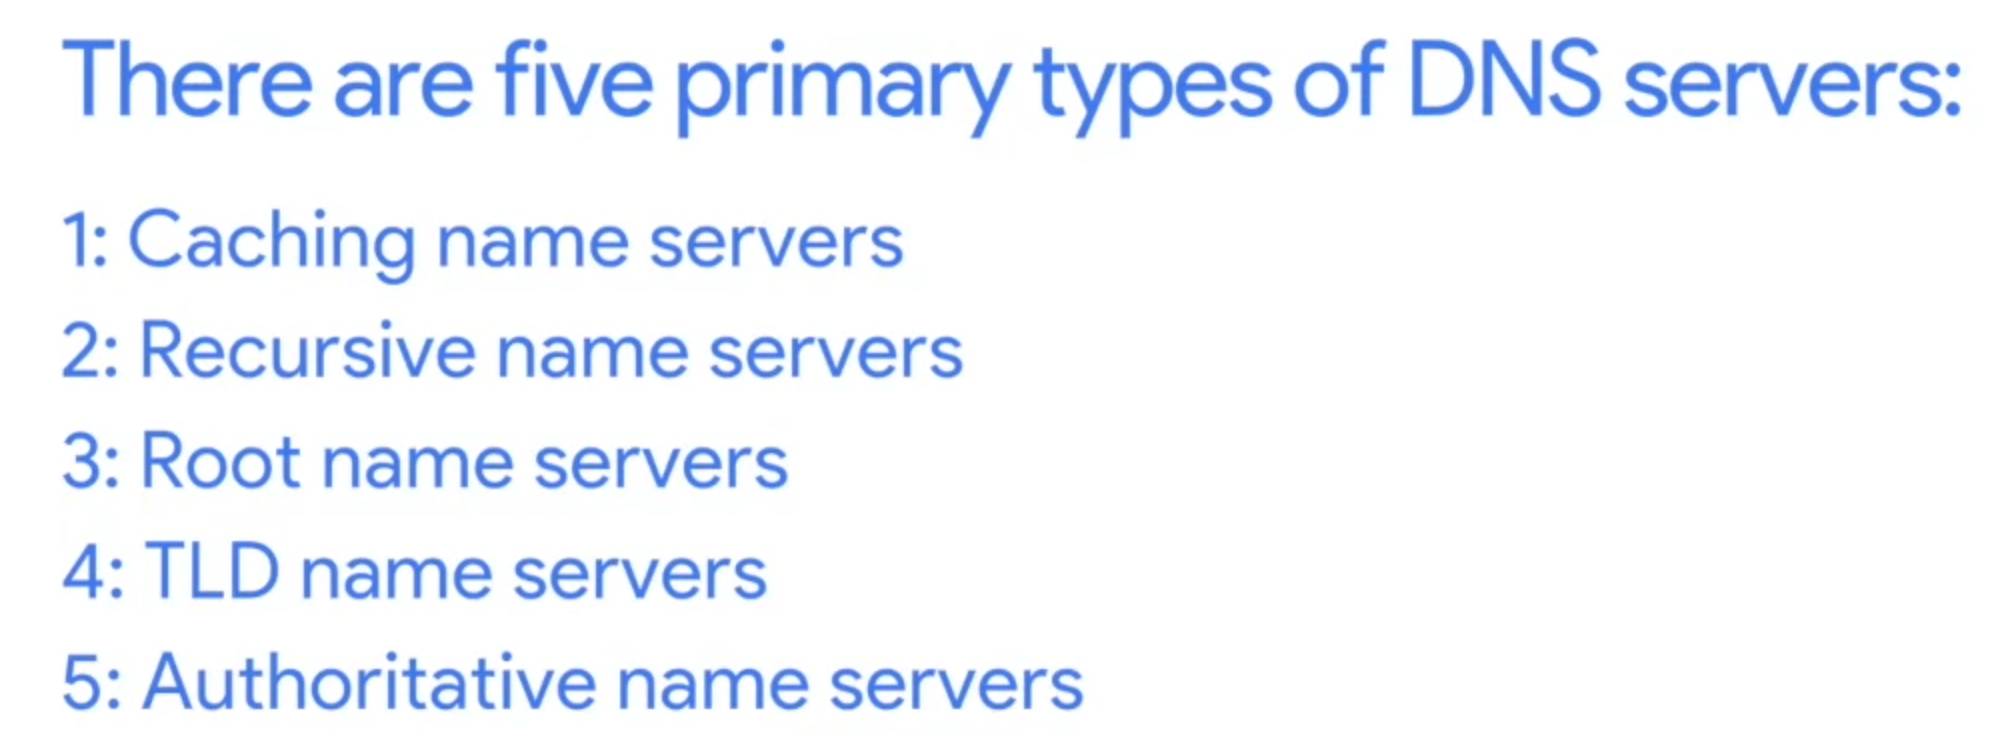 There are five primary types of DNS servers:
1: Caching name servers
2: Recursive name servers
3: Root name servers
4: TLD name servers
5: Authoritative name servers